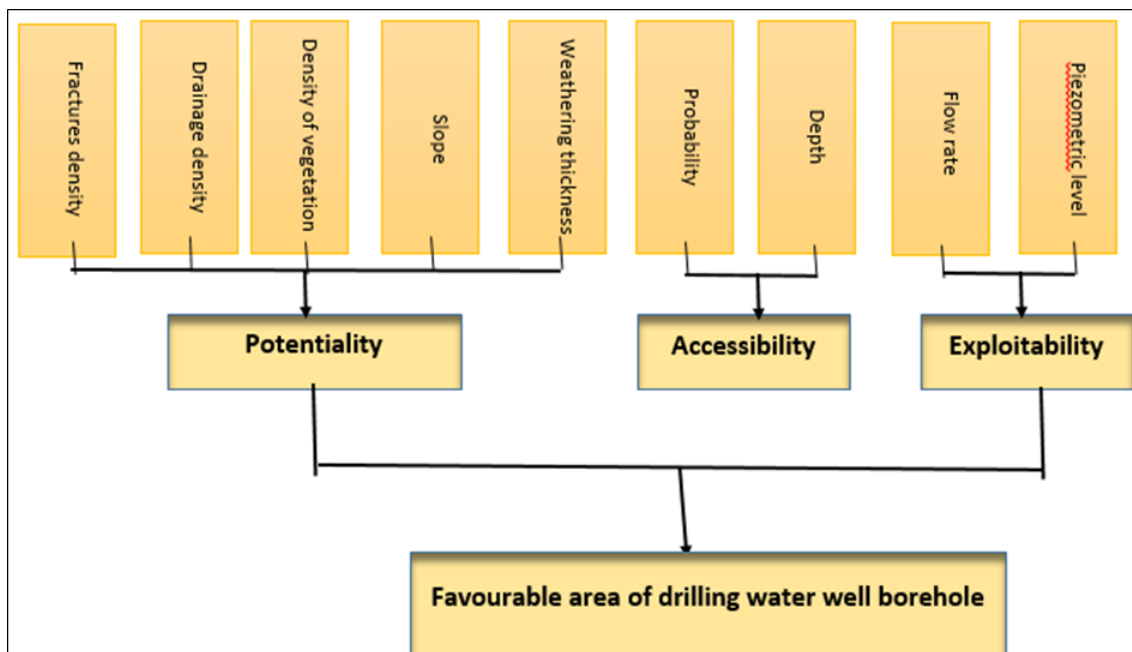 Fractures density
Drainage density
Density of vegetation
Slope
Weathering thickness
Probability
Depth
Flow rate
Piezometric level
Potentiality
Accessibility
Exploitability
Favourable area of drilling water well borehole